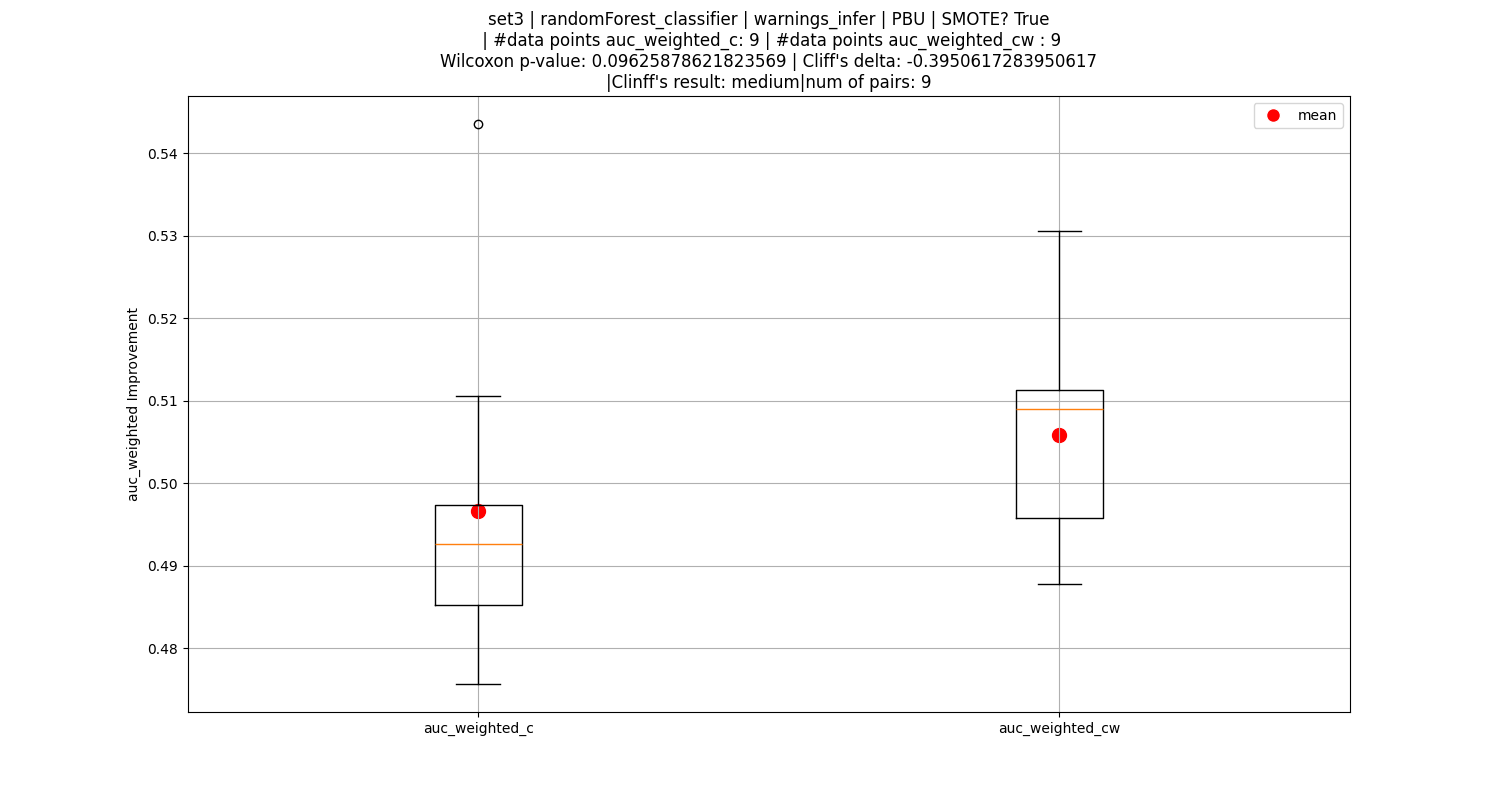 set3 | randomForest_classifier | warnings_infer | PBU | SMOTE? True
| #data points auc_weighted_c: 9 | #data points auc_weighted_cw : 9
Wilcoxon p-value: 0.09625878621823569 | Cliff's delta: -0.3950617283950617
|Clinff's result: medium|num of pairs: 9
mean
auc_weighted Improvement
0.54
0.53
0.52
0.51
0.50
0.49
0.48
auc_weighted_c
auc_weighted_cw